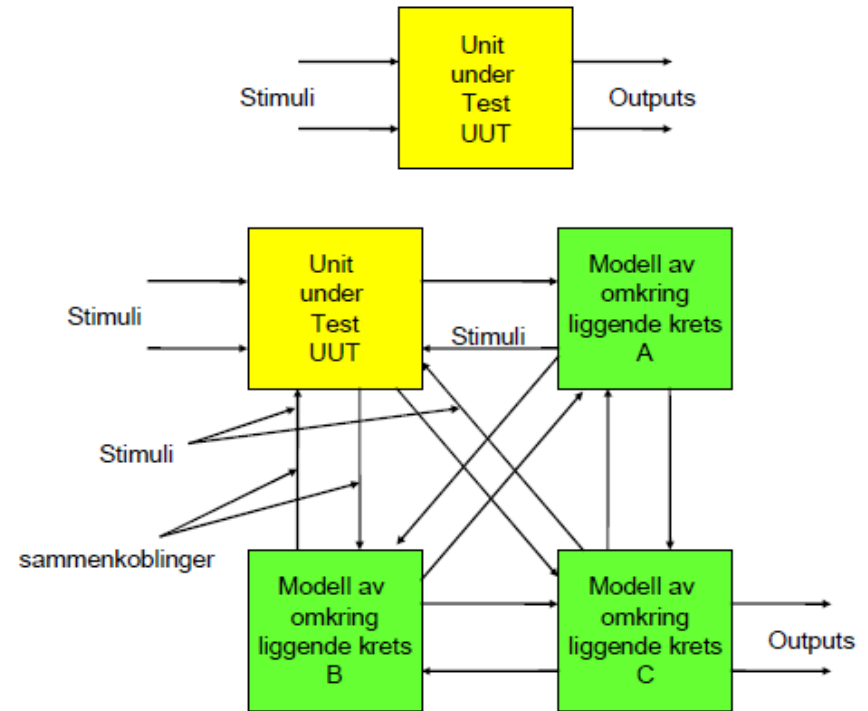 Unit
under
Test
UUT
Stimuli
Outputs
Unit
under
Test
UUT
Modell av
omkring
liggende krets
A
Stimuli
Stimuli
Stimuli
sammenkoblinger
Modell av
omkring
liggende krets
B
Modell av
omkring
liggende krets
C
Outputs